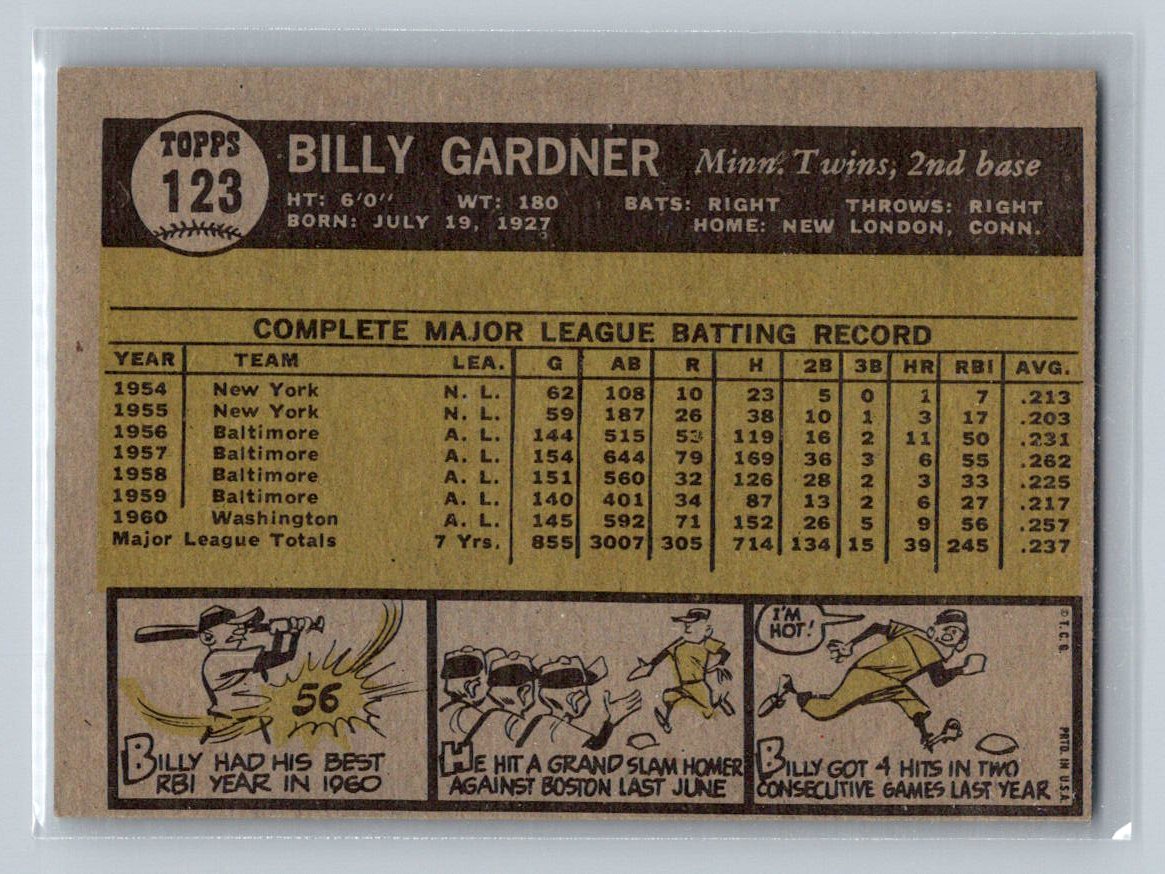 TOPPS
123
BILLY GARDNER Minn. Twins, 2nd base
HT: 6'0" WT: 180 BATS: RIGHT THROWS: RIGHT
BORN: JULY 19, 1927 HOME: NEW LONDON, CONN.
COMPLETE MAJOR LEAGUE BATTING RECORD
YEAR TEAM LEA. G AB R H 2B 3B HR RBI AVG.
1954 New York N. L. 62 108 10 23 5 0 1 7 .213
1955 New York N. L. 59 187 26 38 10 1 3 17 .203
1956 Baltimore A. L. 144 515 53 119 16 2 11 50 .231
1957 Baltimore A. L. 154 644 79 169 36 3 6 55 .262
1958 Baltimore A. L. 151 560 32 126 28 2 3 33 .225
1959 Baltimore A. L. 140 401 34 87 13 2 6 27 .217
1960 Washington A. L. 145 592 71 152 26 5 9 56 .257
Major League Totals 7 Yrs. 855 3007 305 714 134 15 39 245 .237
56
BILLY HAD HIS BEST
RBI YEAR IN 1960
HE HIT A GRAND SLAM HOMER
AGAINST BOSTON LAST JUNE
I'M
HOT!
BILLY GOT 4 HITS IN TWO
CONSECUTIVE GAMES LAST YEAR
© T.C.G.
PRTD. IN U.S.A.